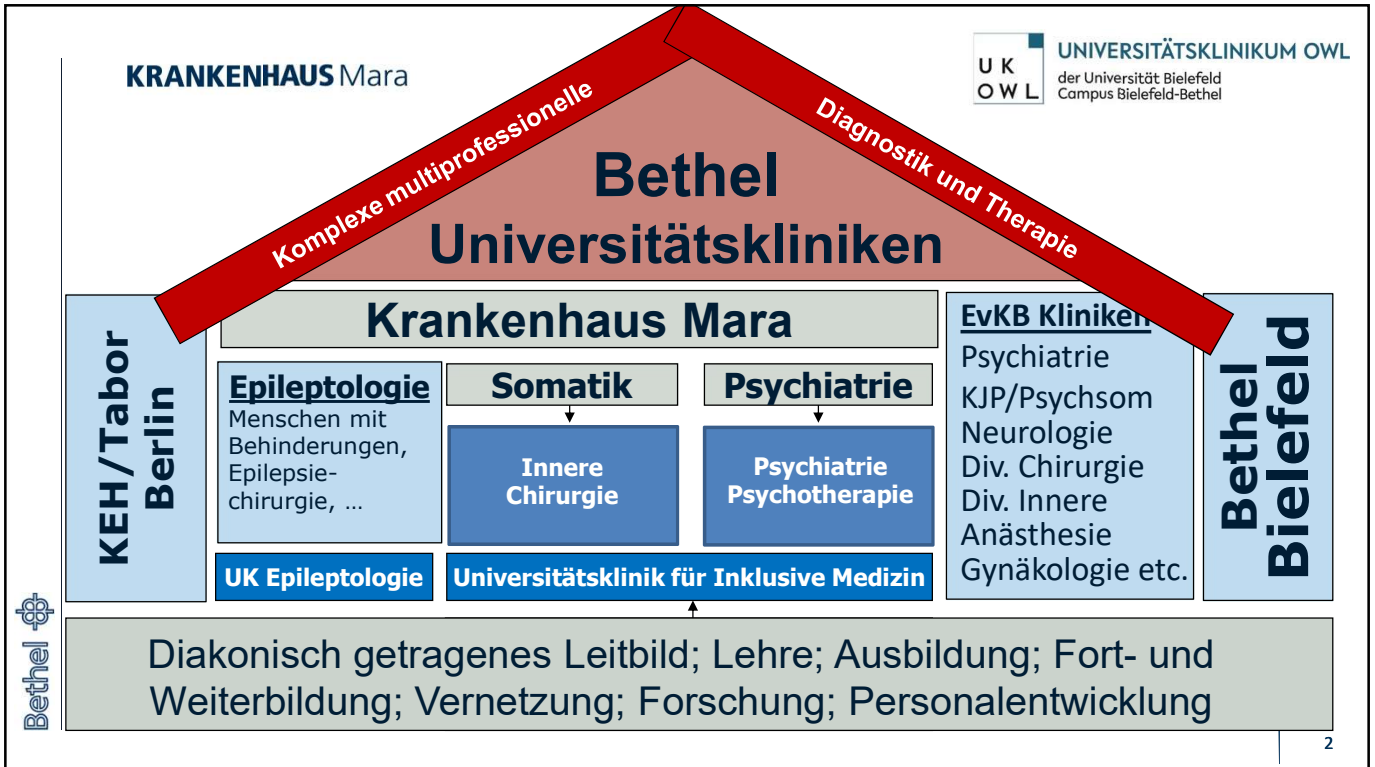 KRANKENHAUS Mara
UK
OWL
UNIVERSITÄTSKLINIKUM OWL
der Universität Bielefeld
Campus Bielefeld-Bethel
Komplexe multiprofessionelle
Diagnostik und Therapie
Bethel
Universitätskliniken
KEH/Tabor
Berlin
Krankenhaus Mara
Epileptologie
Menschen mit
Behinderungen,
Epilepsie-
chirurgie, …
Somatik
Innere
Chirurgie
Psychiatrie
Psychiatrie
Psychotherapie
UK Epileptologie
Universitätsklinik für Inklusive Medizin
EvKB Kliniken
Psychiatrie
KJP/Psychsom
Neurologie
Div. Chirurgie
Div. Innere
Anästhesie
Gynäkologie etc.
Bethel
Bielefeld
Diakonisch getragenes Leitbild; Lehre; Ausbildung; Fort- und
Weiterbildung; Vernetzung; Forschung; Personalentwicklung
Bethel
2